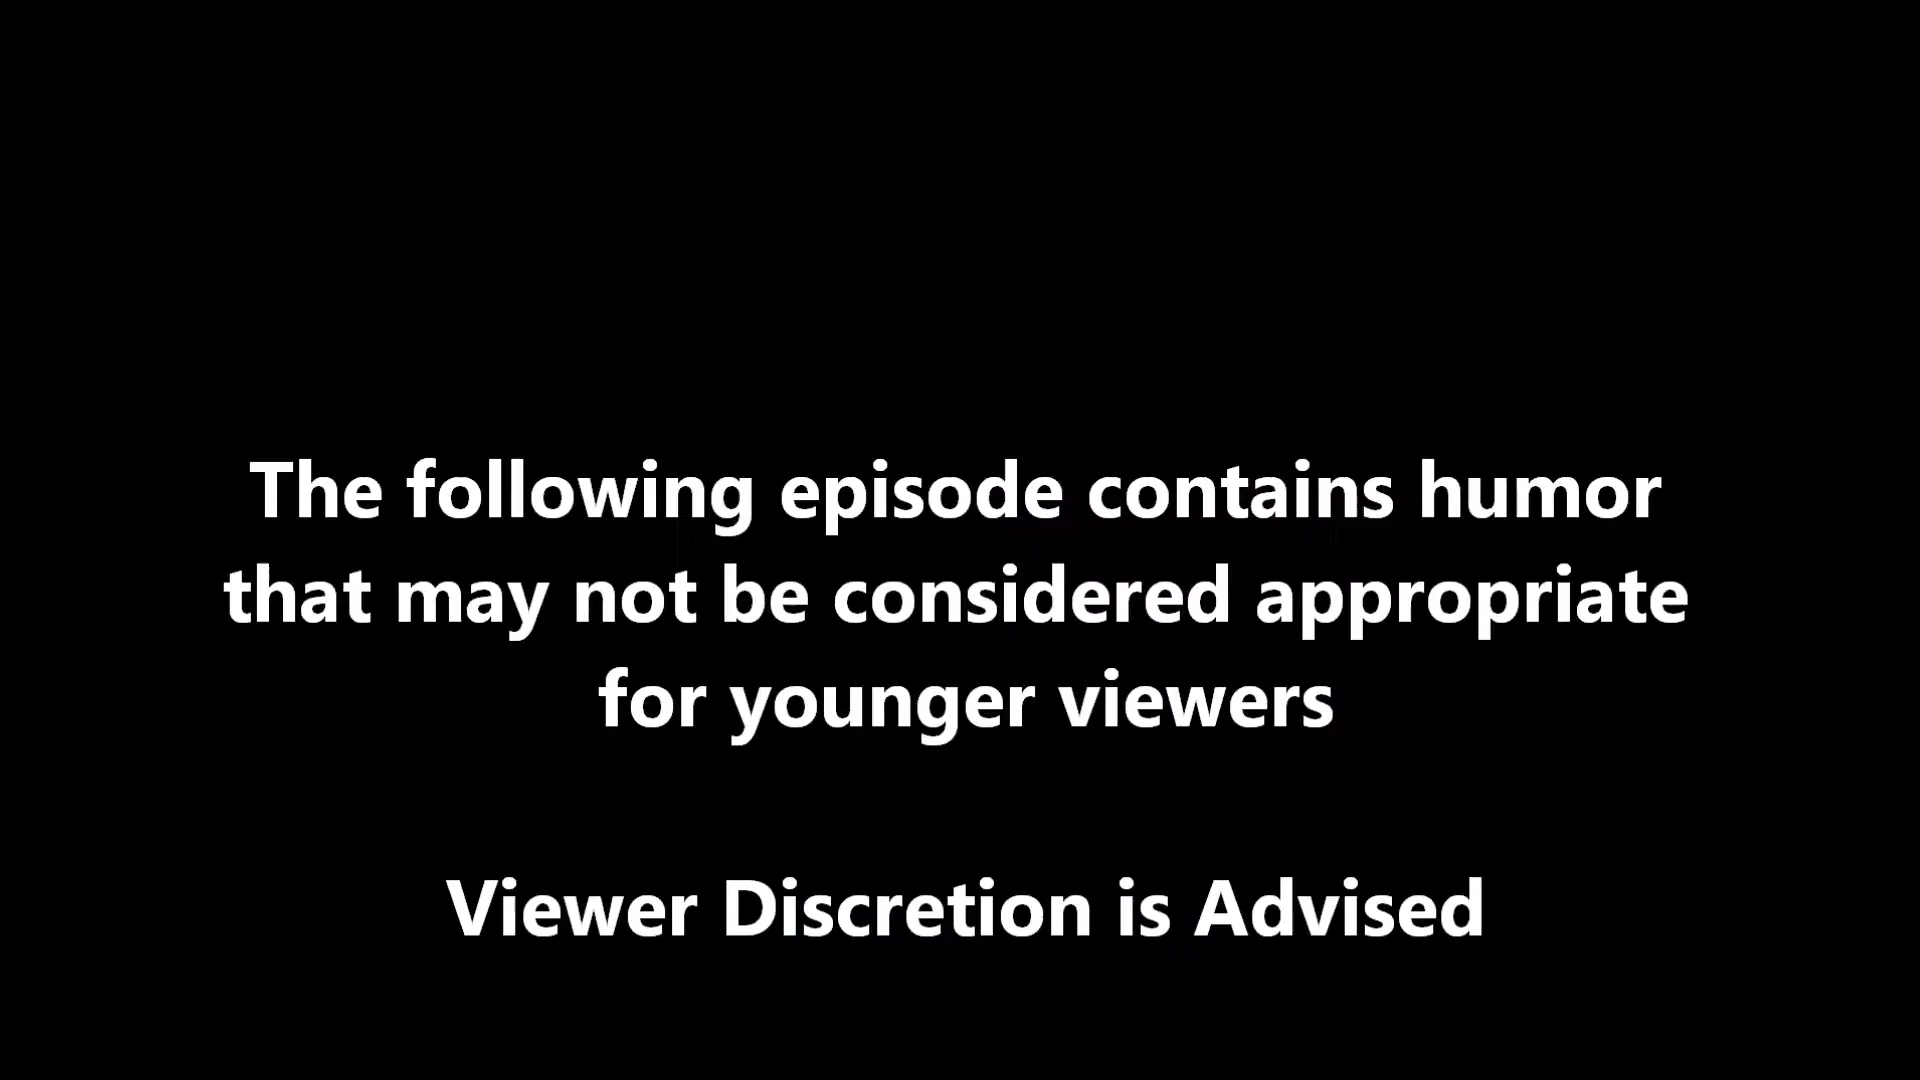 The following episode contains humor
that may not be considered appropriate
for younger viewers
Viewer Discretion is Advised